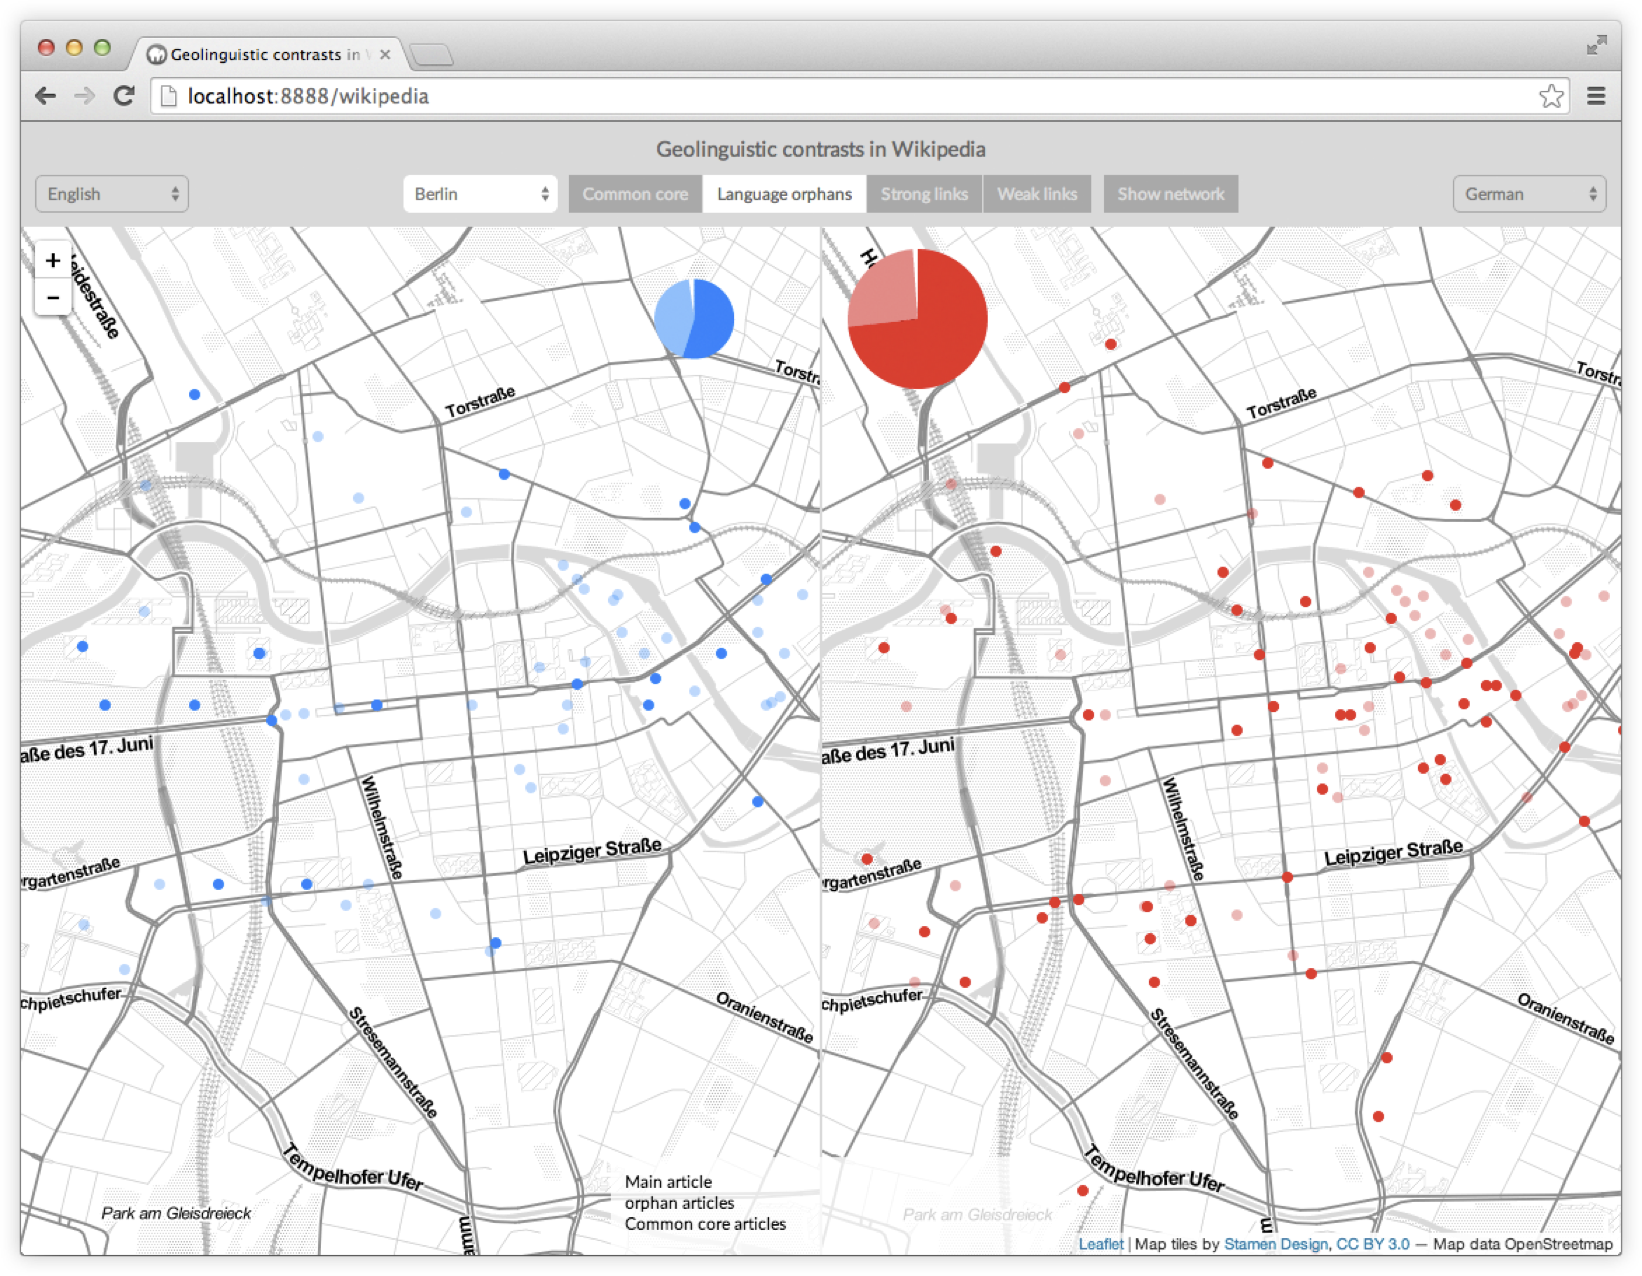 Geolinguistic contrasts in
localhost:8888/wikipedia
Geolinguistic contrasts in Wikipedia
English
Berlin
Common core
Language orphans
Strong links
Weak links
Show network
German
+
−
eidestraße
Torstraße
Torstr
aße des 17. Juni
Wilhelmstraße
Leipziger Straße
rgartenstraße
chpietschufer
Stresemannstraße
Oranienstraße
Tempelhofer Ufer
Park am Gleisdreieck
Main article
orphan articles
Common core articles
Torstraße
Torstr
aße des 17. Juni
Wilhelmstraße
Leipziger Straße
rgartenstraße
chpietschufer
Stresemannstraße
Oranienstraße
Tempelhofer Ufer
Park am Gleisdreieck
Leaflet | Map tiles by Stamen Design, CC BY 3.0 — Map data OpenStreetmap